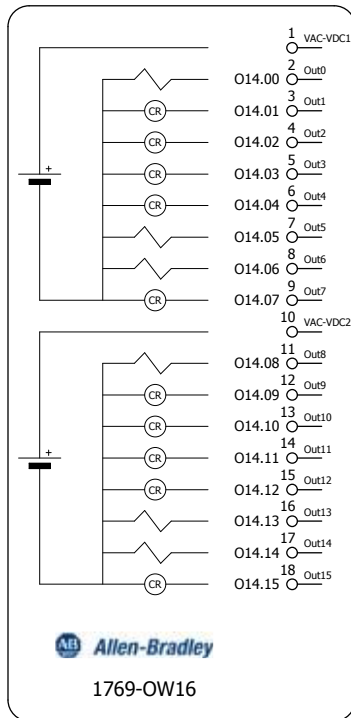 1 VAC-VDC1
2 Out0
O14.00
3 Out1
CR O14.01
4 Out2
CR O14.02
5 Out3
CR O14.03
6 Out4
CR O14.04
7 Out5
O14.05
8 Out6
O14.06
9 Out7
CR O14.07
10 VAC-VDC2
11 Out8
O14.08
12 Out9
CR O14.09
13 Out10
CR O14.10
14 Out11
CR O14.11
15 Out12
CR O14.12
16 Out13
O14.13
17 Out14
O14.14
18 Out15
CR O14.15
+
+
AB Allen-Bradley
1769-OW16